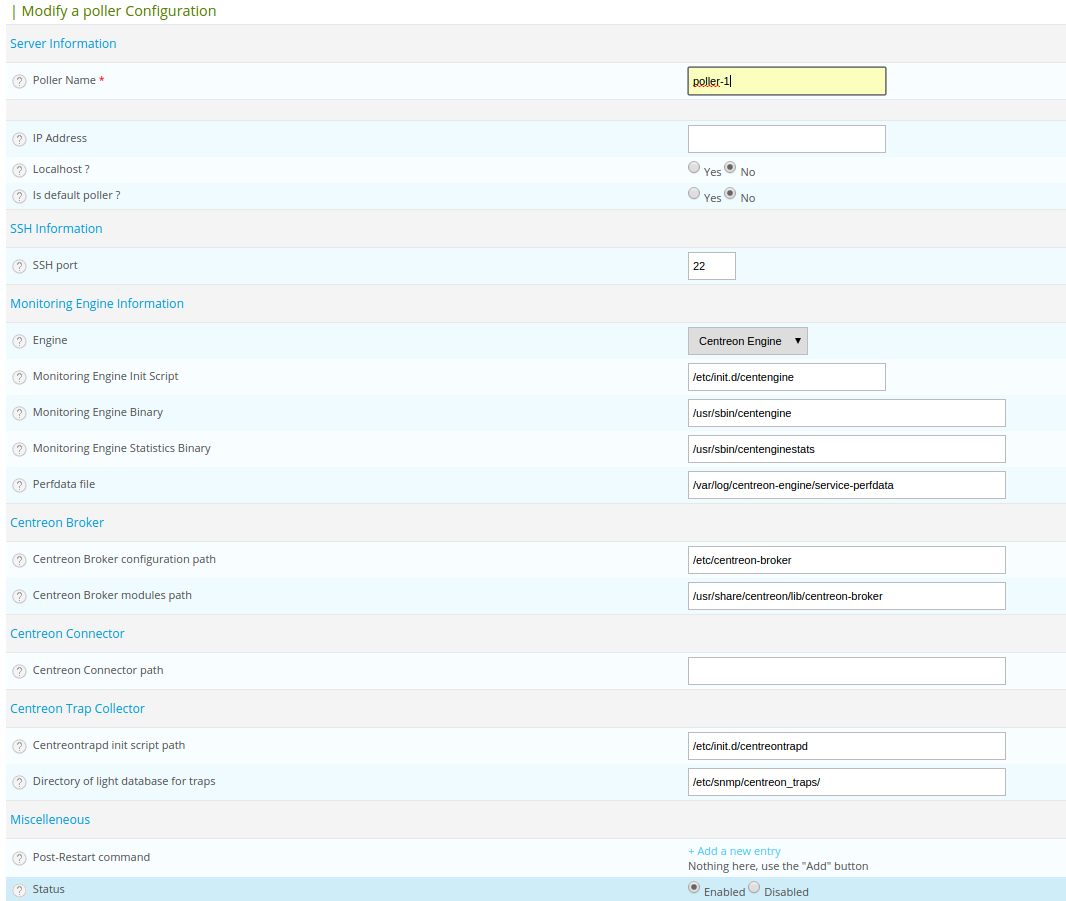 Modify a poller Configuration
Server Information
? Poller Name * poller-1
? IP Address
? Localhost ? Yes No
? Is default poller ? Yes No
SSH Information
? SSH port 22
Monitoring Engine Information
? Engine Centreon Engine
? Monitoring Engine Init Script /etc/init.d/centengine
? Monitoring Engine Binary /usr/sbin/centengine
? Monitoring Engine Statistics Binary /usr/sbin/centenginestats
? Perfdata file /var/log/centreon-engine/service-perfdata
Centreon Broker
? Centreon Broker configuration path /etc/centreon-broker
? Centreon Broker modules path /usr/share/centreon/lib/centreon-broker
Centreon Connector
? Centreon Connector path
Centreon Trap Collector
? Centreontrapd init script path /etc/init.d/centreontrapd
? Directory of light database for traps /etc/snmp/centreon_traps/
Miscelleneous
? Post-Restart command + Add a new entry
Nothing here, use the "Add" button
? Status Enabled Disabled